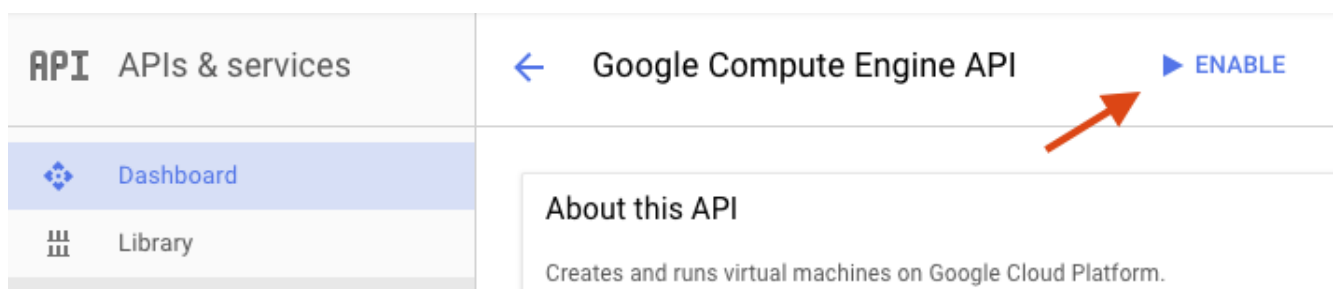 API APIs & services
Google Compute Engine API
ENABLE
Dashboard
Library
About this API
Creates and runs virtual machines on Google Cloud Platform.